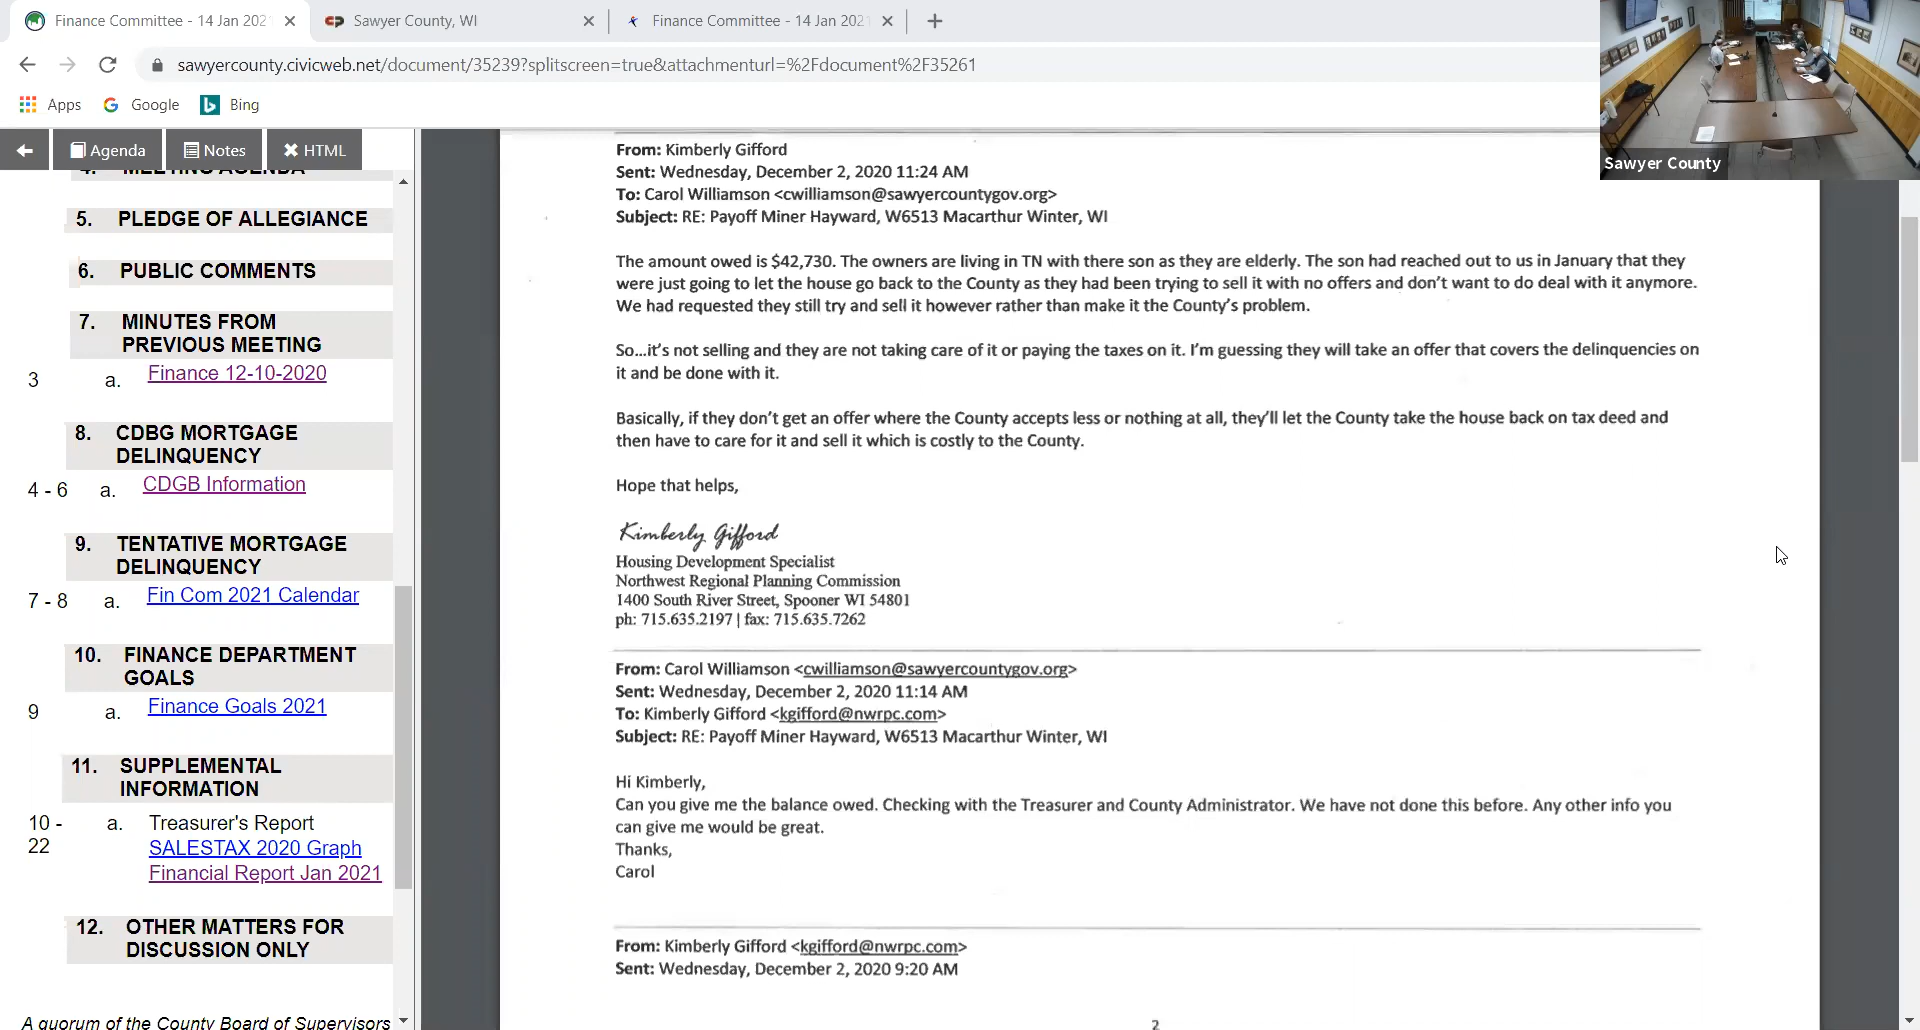 Finance Committee - 14 Jan 202
Sawyer County, WI
Finance Committee - 14 Jan 202
sawyercounty.civicweb.net/document/35239?splitscreen=true&attachmenturl=%2Fdocument%2F35261
Apps
Google
Bing
Sawyer County
Agenda
Notes
HTML
4. MEETING AGENDA
5. PLEDGE OF ALLEGIANCE
6. PUBLIC COMMENTS
7. MINUTES FROM
PREVIOUS MEETING
3 a. Finance 12-10-2020
8. CDBG MORTGAGE
DELINQUENCY
4 - 6 a. CDGB Information
9. TENTATIVE MORTGAGE
DELINQUENCY
7 - 8 a. Fin Com 2021 Calendar
10. FINANCE DEPARTMENT
GOALS
9 a. Finance Goals 2021
11. SUPPLEMENTAL
INFORMATION
10 - a. Treasurer's Report
22 SALESTAX 2020 Graph
Financial Report Jan 2021
12. OTHER MATTERS FOR
DISCUSSION ONLY
A quorum of the County Board of Supervisors
From: Kimberly Gifford
Sent: Wednesday, December 2, 2020 11:24 AM
To: Carol Williamson <cwilliamson@sawyercountygov.org>
Subject: RE: Payoff Miner Hayward, W6513 Macarthur Winter, WI
The amount owed is $42,730. The owners are living in TN with there son as they are elderly. The son had reached out to us in January that they
were just going to let the house go back to the County as they had been trying to sell it with no offers and don't want to do deal with it anymore.
We had requested they still try and sell it however rather than make it the County's problem.
So...it's not selling and they are not taking care of it or paying the taxes on it. I'm guessing they will take an offer that covers the delinquencies on
it and be done with it.
Basically, if they don't get an offer where the County accepts less or nothing at all, they'll let the County take the house back on tax deed and
then have to care for it and sell it which is costly to the County.
Hope that helps,
Kimberly Gifford
Housing Development Specialist
Northwest Regional Planning Commission
1400 South River Street, Spooner WI 54801
ph: 715.635.2197 | fax: 715.635.7262
From: Carol Williamson <cwilliamson@sawyercountygov.org>
Sent: Wednesday, December 2, 2020 11:14 AM
To: Kimberly Gifford <kgifford@nwrpc.com>
Subject: RE: Payoff Miner Hayward, W6513 Macarthur Winter, WI
Hi Kimberly,
Can you give me the balance owed. Checking with the Treasurer and County Administrator. We have not done this before. Any other info you
can give me would be great.
Thanks,
Carol
From: Kimberly Gifford <kgifford@nwrpc.com>
Sent: Wednesday, December 2, 2020 9:20 AM
2